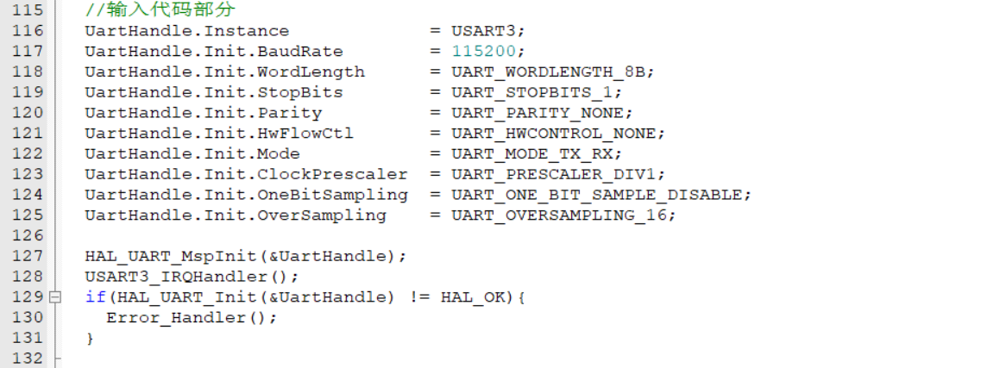 115 //输入代码部分
116 UartHandle.Instance = USART3;
117 UartHandle.Init.BaudRate = 115200;
118 UartHandle.Init.WordLength = UART_WORDLENGTH_8B;
119 UartHandle.Init.StopBits = UART_STOPBITS_1;
120 UartHandle.Init.Parity = UART_PARITY_NONE;
121 UartHandle.Init.HwFlowCtl = UART_HWCONTROL_NONE;
122 UartHandle.Init.Mode = UART_MODE_TX_RX;
123 UartHandle.Init.ClockPrescaler = UART_PRESCALER_DIV1;
124 UartHandle.Init.OneBitSampling = UART_ONE_BIT_SAMPLE_DISABLE;
125 UartHandle.Init.OverSampling = UART_OVERSAMPLING_16;
126
127 HAL_UART_MspInit(&UartHandle);
128 USART3_IRQHandler();
129 if(HAL_UART_Init(&UartHandle) != HAL_OK){
130 Error_Handler();
131 }
132